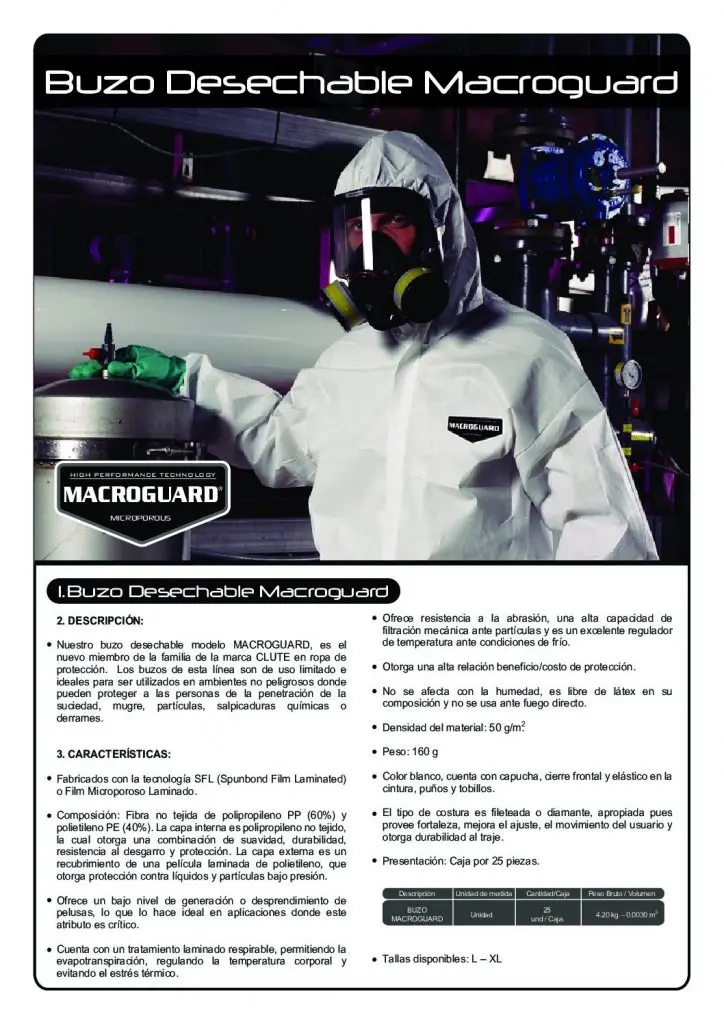 Buzo Desechable Macroguard
MACROGUARD
HIGH PERFORMANCE TECHNOLOGY
MACROGUARD®
MICROPOROUS
1.Buzo Desechable Macroguard
2. DESCRIPCIÓN:
● Nuestro buzo desechable modelo MACROGUARD, es el
nuevo miembro de la familia de la marca CLUTE en ropa de
protección. Los buzos de esta línea son de uso limitado e
ideales para ser utilizados en ambientes no peligrosos donde
pueden proteger a las personas de la penetración de la
suciedad, mugre, partículas, salpicaduras químicas o
derrames.
3. CARACTERÍSTICAS:
● Fabricados con la tecnología SFL (Spunbond Film Laminated)
o Film Microporoso Laminado.
● Composición: Fibra no tejida de polipropileno PP (60%) y
polietileno PE (40%). La capa interna es polipropileno no tejido,
la cual otorga una combinación de suavidad, durabilidad,
resistencia al desgarro y protección. La capa externa es un
recubrimiento de una película laminada de polietileno, que
otorga protección contra líquidos y partículas bajo presión.
● Ofrece un bajo nivel de generación o desprendimiento de
pelusas, lo que lo hace ideal en aplicaciones donde este
atributo es crítico.
● Cuenta con un tratamiento laminado respirable, permitiendo la
evapotranspiración, regulando la temperatura corporal y
evitando el estrés térmico.
● Ofrece resistencia a la abrasión, una alta capacidad de
filtración mecánica ante partículas y es un excelente regulador
de temperatura ante condiciones de frío.
● Otorga una alta relación beneficio/costo de protección.
● No se afecta con la humedad, es libre de látex en su
composición y no se usa ante fuego directo.
● Densidad del material: 50 g/m².
● Peso: 160 g
● Color blanco, cuenta con capucha, cierre frontal y elástico en la
cintura, puños y tobillos.
● El tipo de costura es fileteada o diamante, apropiada pues
provee fortaleza, mejora el ajuste, el movimiento del usuario y
otorga durabilidad al traje.
● Presentación: Caja por 25 piezas.
Descripción Unidad de medida Cantidad/Caja Peso Bruto / Volumen
BUZO MACROGUARD Unidad 25 und / Caja. 4.20 kg – 0.0030 m³
● Tallas disponibles: L – XL